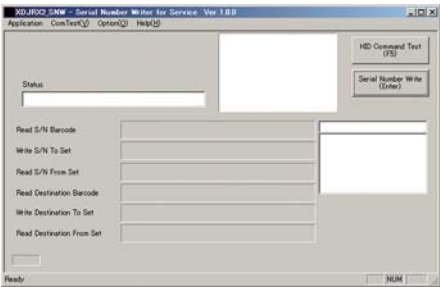 XDJRX2_SNW - Serial Number Writer for Service Ver 1.0.0
Application ComTest(V) Option(O) Help(H)
HID Command Test
(F5)
Status
Serial Number Write
(Enter)
Read S/N Barcode
Write S/N To Set
Read S/N From Set
Read Destination Barcode
Write Destination To Set
Read Destination From Set
Ready
NUM